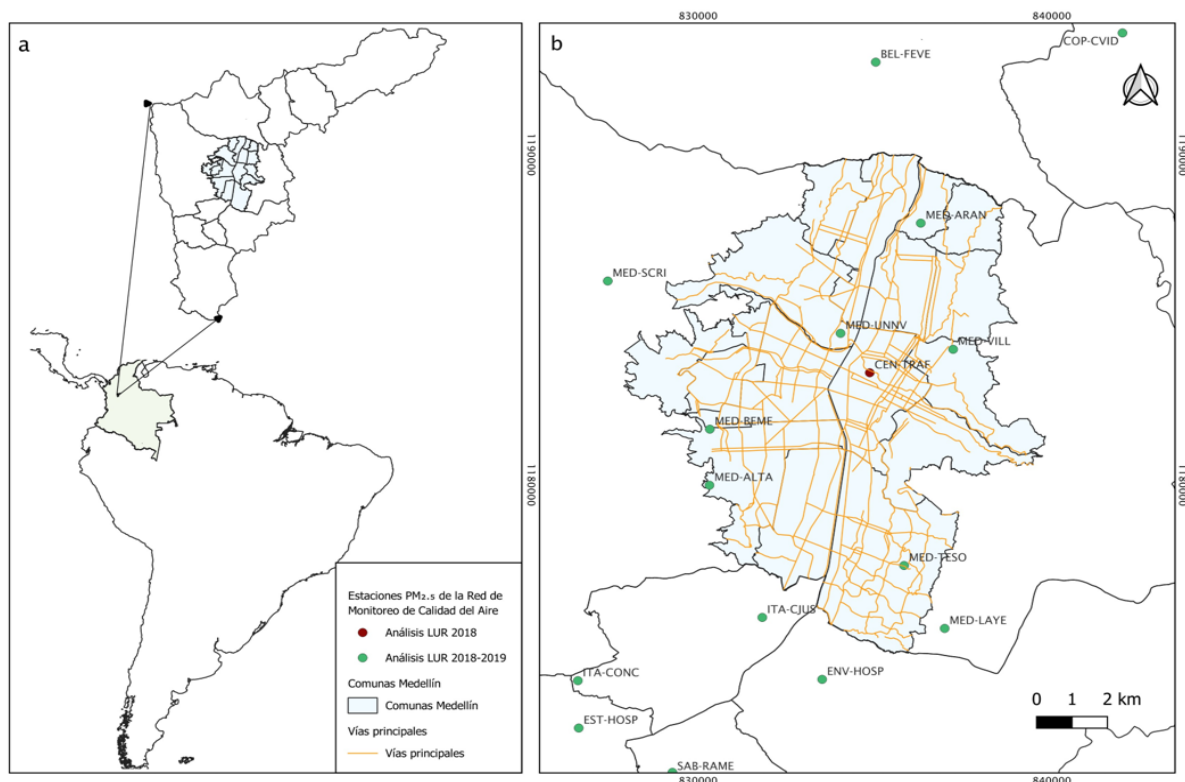 a
Estaciones PM₂.₅ de la Red de
Monitoreo de Calidad del Aire
Análisis LUR 2018
Análisis LUR 2018-2019
Comunas Medellín
Comunas Medellín
Vías principales
Vías principales
830000
840000
b
BEL-FEVE
COP-CVID
1190000
1190000
MED-ARAN
MED-SCRI
MED-UNNV
MED-VILL
CEN-TRAF
MED-BEME
MED-ALTA
1180000
1180000
MED-TESO
ITA-CJUS
MED-LAYE
ITA-CONC
ENV-HOSP
EST-HOSP
0 1 2 km
SAB-RAME
830000
840000